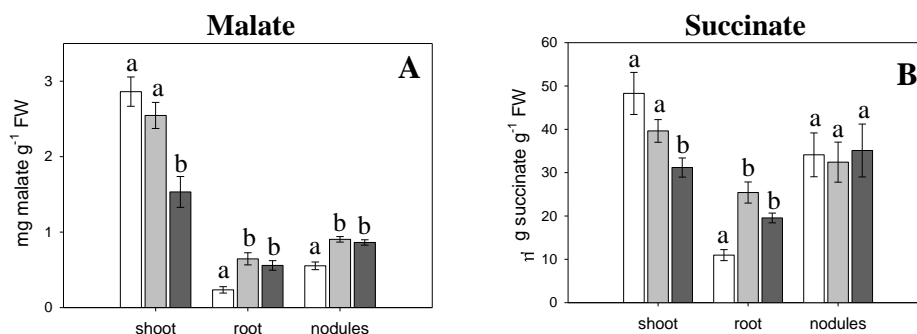 Malate
Succinate
A
B
mg malate g⁻¹ FW
3
2
1
0
a
a
b
a
b
b
a
b
b
shoot
root
nodules
g succinate g⁻¹ FW
60
50
40
30
20
10
0
a
a
b
a
b
b
a
a
a
shoot
root
nodules